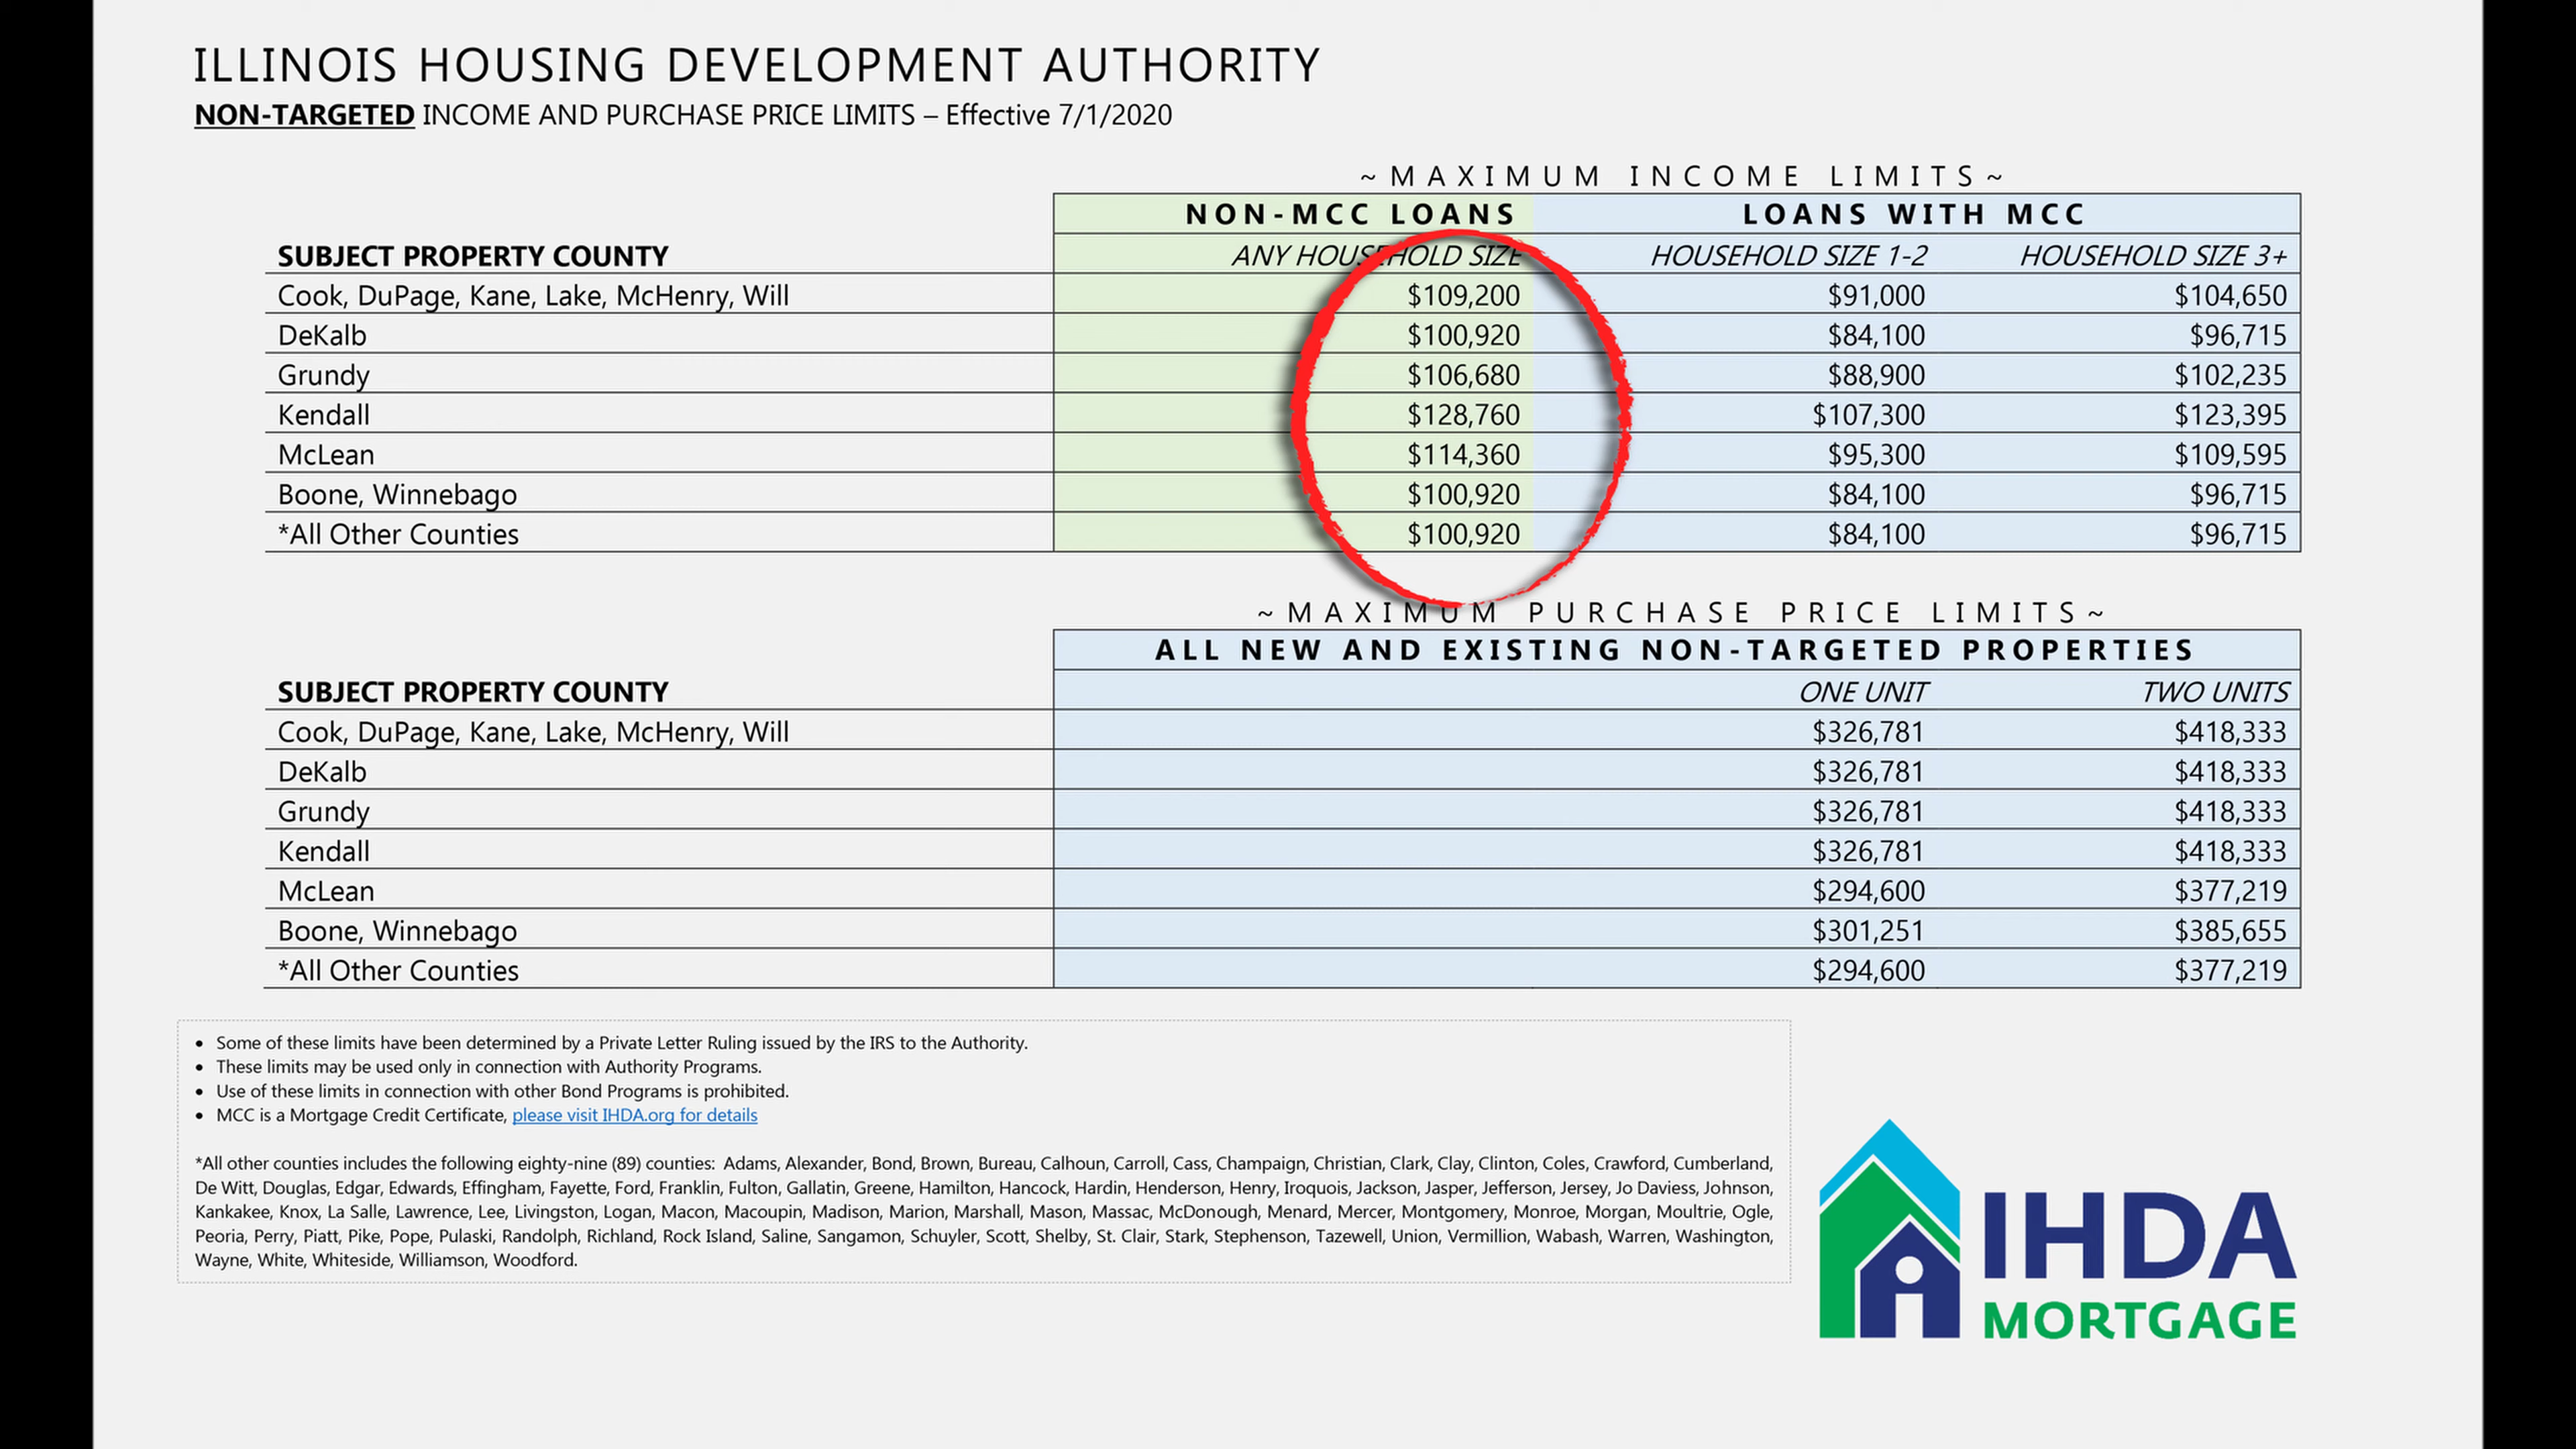 ILLINOIS HOUSING DEVELOPMENT AUTHORITY
NON-TARGETED INCOME AND PURCHASE PRICE LIMITS – Effective 7/1/2020
~MAXIMUM INCOME LIMITS~
NON-MCC LOANS LOANS WITH MCC
SUBJECT PROPERTY COUNTY ANY HOUSEHOLD SIZE HOUSEHOLD SIZE 1-2 HOUSEHOLD SIZE 3+
Cook, DuPage, Kane, Lake, McHenry, Will $109,200 $91,000 $104,650
DeKalb $100,920 $84,100 $96,715
Grundy $106,680 $88,900 $102,235
Kendall $128,760 $107,300 $123,395
McLean $114,360 $95,300 $109,595
Boone, Winnebago $100,920 $84,100 $96,715
*All Other Counties $100,920 $84,100 $96,715
~MAXIMUM PURCHASE PRICE LIMITS~
ALL NEW AND EXISTING NON-TARGETED PROPERTIES
SUBJECT PROPERTY COUNTY ONE UNIT TWO UNITS
Cook, DuPage, Kane, Lake, McHenry, Will $326,781 $418,333
DeKalb $326,781 $418,333
Grundy $326,781 $418,333
Kendall $326,781 $418,333
McLean $294,600 $377,219
Boone, Winnebago $301,251 $385,655
*All Other Counties $294,600 $377,219
• Some of these limits have been determined by a Private Letter Ruling issued by the IRS to the Authority.
• These limits may be used only in connection with Authority Programs.
• Use of these limits in connection with other Bond Programs is prohibited.
• MCC is a Mortgage Credit Certificate, please visit IHDA.org for details
*All other counties includes the following eighty-nine (89) counties: Adams, Alexander, Bond, Brown, Bureau, Calhoun, Carroll, Cass, Champaign, Christian, Clark, Clay, Clinton, Coles, Crawford, Cumberland,
De Witt, Douglas, Edgar, Edwards, Effingham, Fayette, Ford, Franklin, Fulton, Gallatin, Greene, Hamilton, Hancock, Hardin, Henderson, Henry, Iroquois, Jackson, Jasper, Jefferson, Jersey, Jo Daviess, Johnson,
Kankakee, Knox, La Salle, Lawrence, Lee, Livingston, Logan, Macon, Macoupin, Madison, Marion, Marshall, Mason, Massac, McDonough, Menard, Mercer, Montgomery, Monroe, Morgan, Moultrie, Ogle,
Peoria, Perry, Piatt, Pike, Pope, Pulaski, Randolph, Richland, Rock Island, Saline, Sangamon, Schuyler, Scott, Shelby, St. Clair, Stark, Stephenson, Tazewell, Union, Vermillion, Wabash, Warren, Washington,
Wayne, White, Whiteside, Williamson, Woodford.
IHDA
MORTGAGE